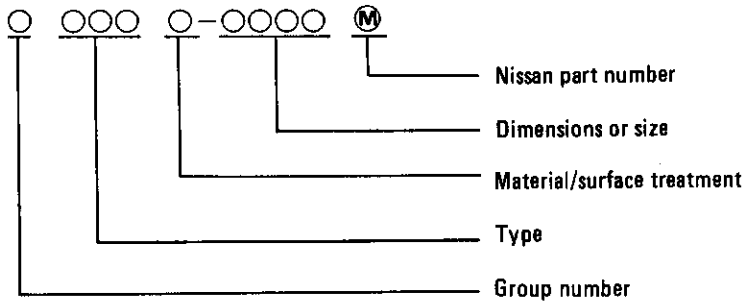 ○ ○○○ ○-○○○○ Ⓜ
Nissan part number
Dimensions or size
Material/surface treatment
Type
Group number